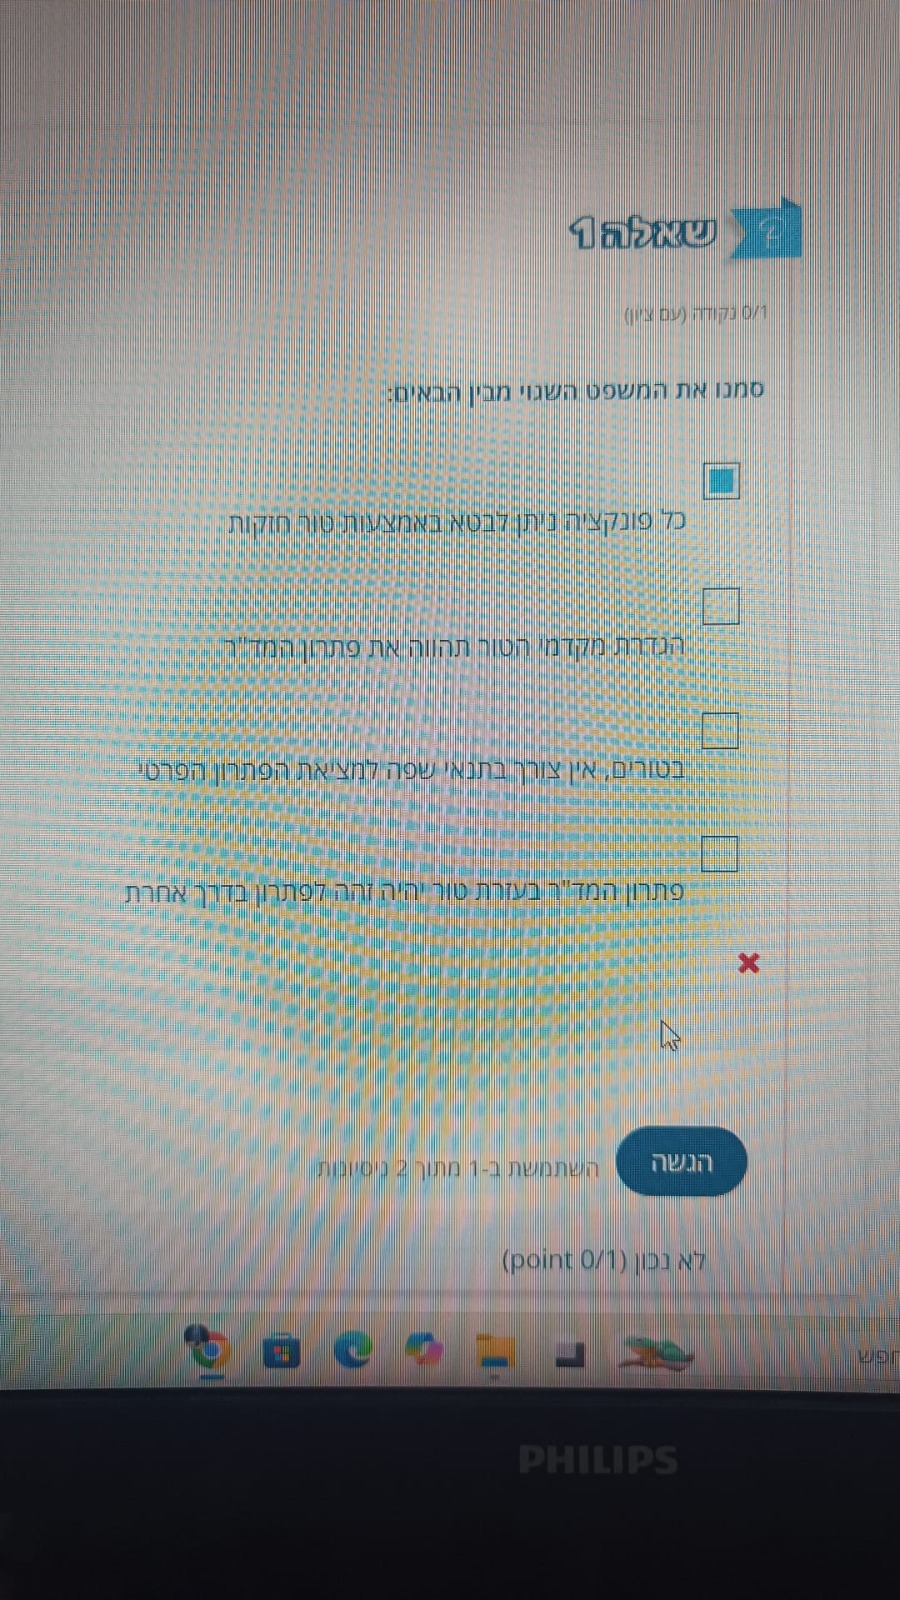 שאלה 1
0/1 נקודה (עם ציון)
סמנו את המשפט השגוי מבין הבאים:
כל פונקציה ניתן לבטא באמצעות טור חזקות
הגדרת מקדמי הטור תהווה את פתרון המד"ר
בטורים, אין צורך בתנאי שפה למציאת הפתרון הפרטי
פתרון המד"ר בעזרת טור יהיה זהה לפתרון בדרך אחרת
הגשה
השתמשת ב-1 מתוך 2 ניסיונות
לא נכון (0/1 point)
PHILIPS